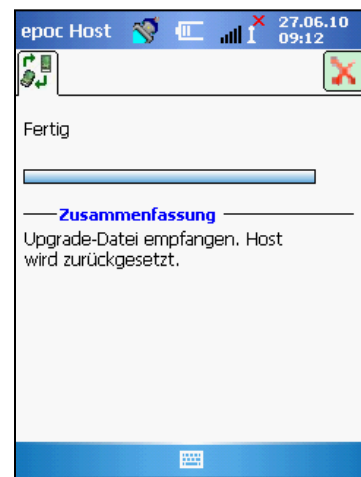 epoc Host
27.06.10
09:12
Fertig
Zusammenfassung
Upgrade-Datei empfangen. Host
wird zurückgesetzt.